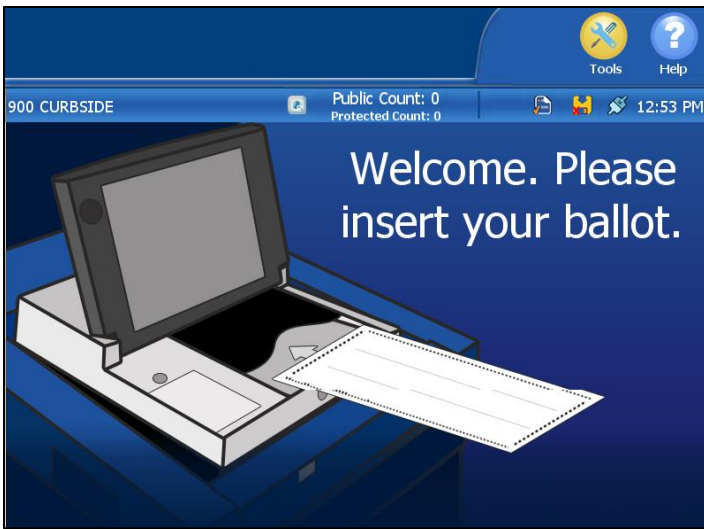 Tools
Help
900 CURBSIDE
Public Count: 0
Protected Count: 0
12:53 PM
Welcome. Please
insert your ballot.